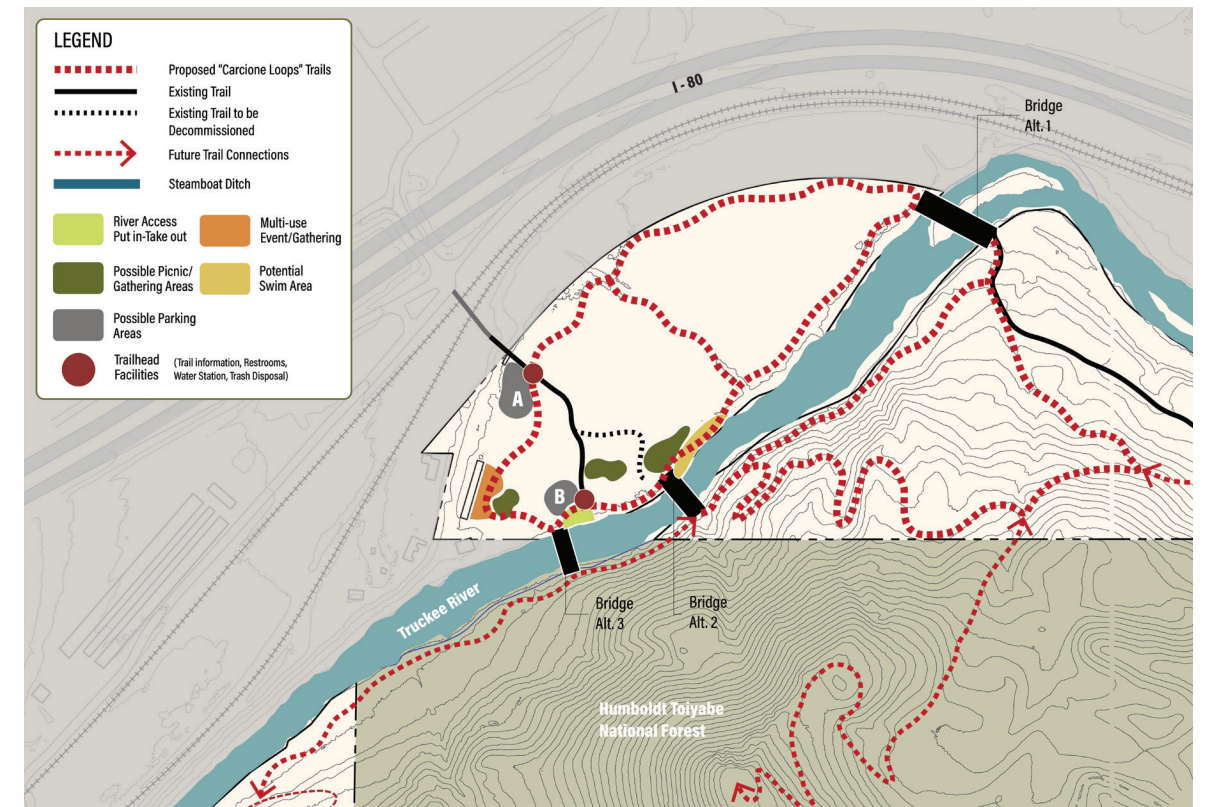 LEGEND
Proposed "Carcione Loops" Trails
Existing Trail
Existing Trail to be
Decommissioned
Future Trail Connections
Steamboat Ditch
River Access
Put in-Take out
Multi-use
Event/Gathering
Possible Picnic/
Gathering Areas
Potential
Swim Area
Possible Parking
Areas
Trailhead
Facilities
(Trail information, Restrooms,
Water Station, Trash Disposal)
I - 80
Bridge
Alt. 1
A
B
Truckee River
Bridge
Alt. 3
Bridge
Alt. 2
Humboldt Toiyabe
National Forest